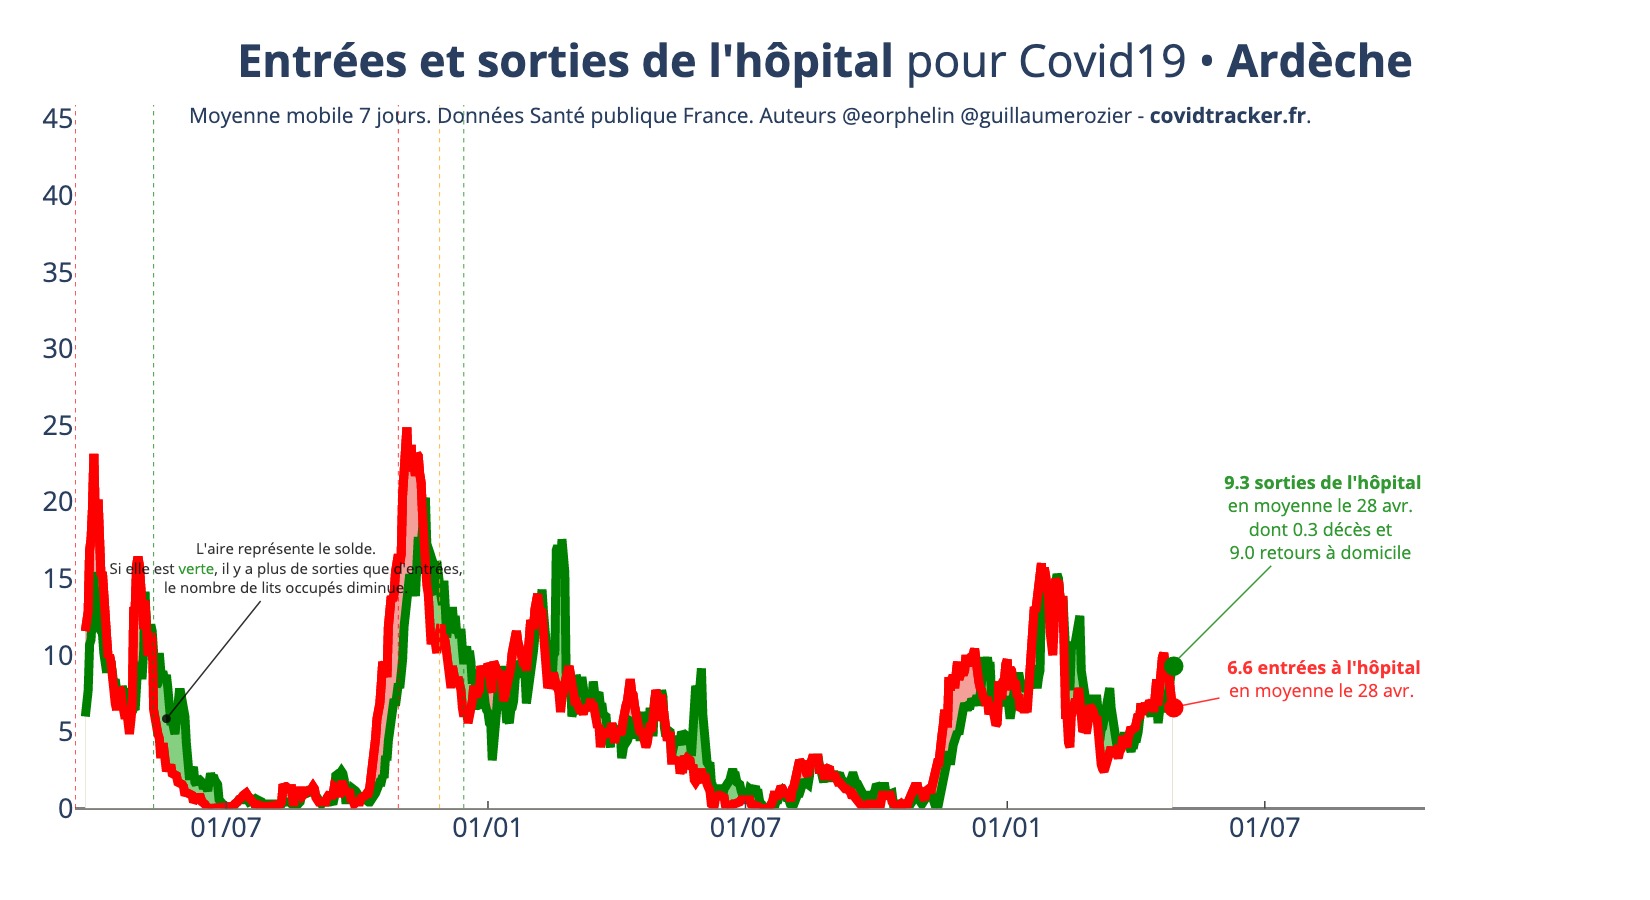 Entrées et sorties de l'hôpital pour Covid19 • Ardèche
Moyenne mobile 7 jours. Données Santé publique France. Auteurs @eorphelin @guillaumerozier - covidtracker.fr.
45
40
35
30
25
20
15
10
5
0
L'aire représente le solde.
Si elle est verte, il y a plus de sorties que d'entrées,
le nombre de lits occupés diminue.
9.3 sorties de l'hôpital
en moyenne le 28 avr.
dont 0.3 décès et
9.0 retours à domicile
6.6 entrées à l'hôpital
en moyenne le 28 avr.
01/07
01/01
01/07
01/01
01/07